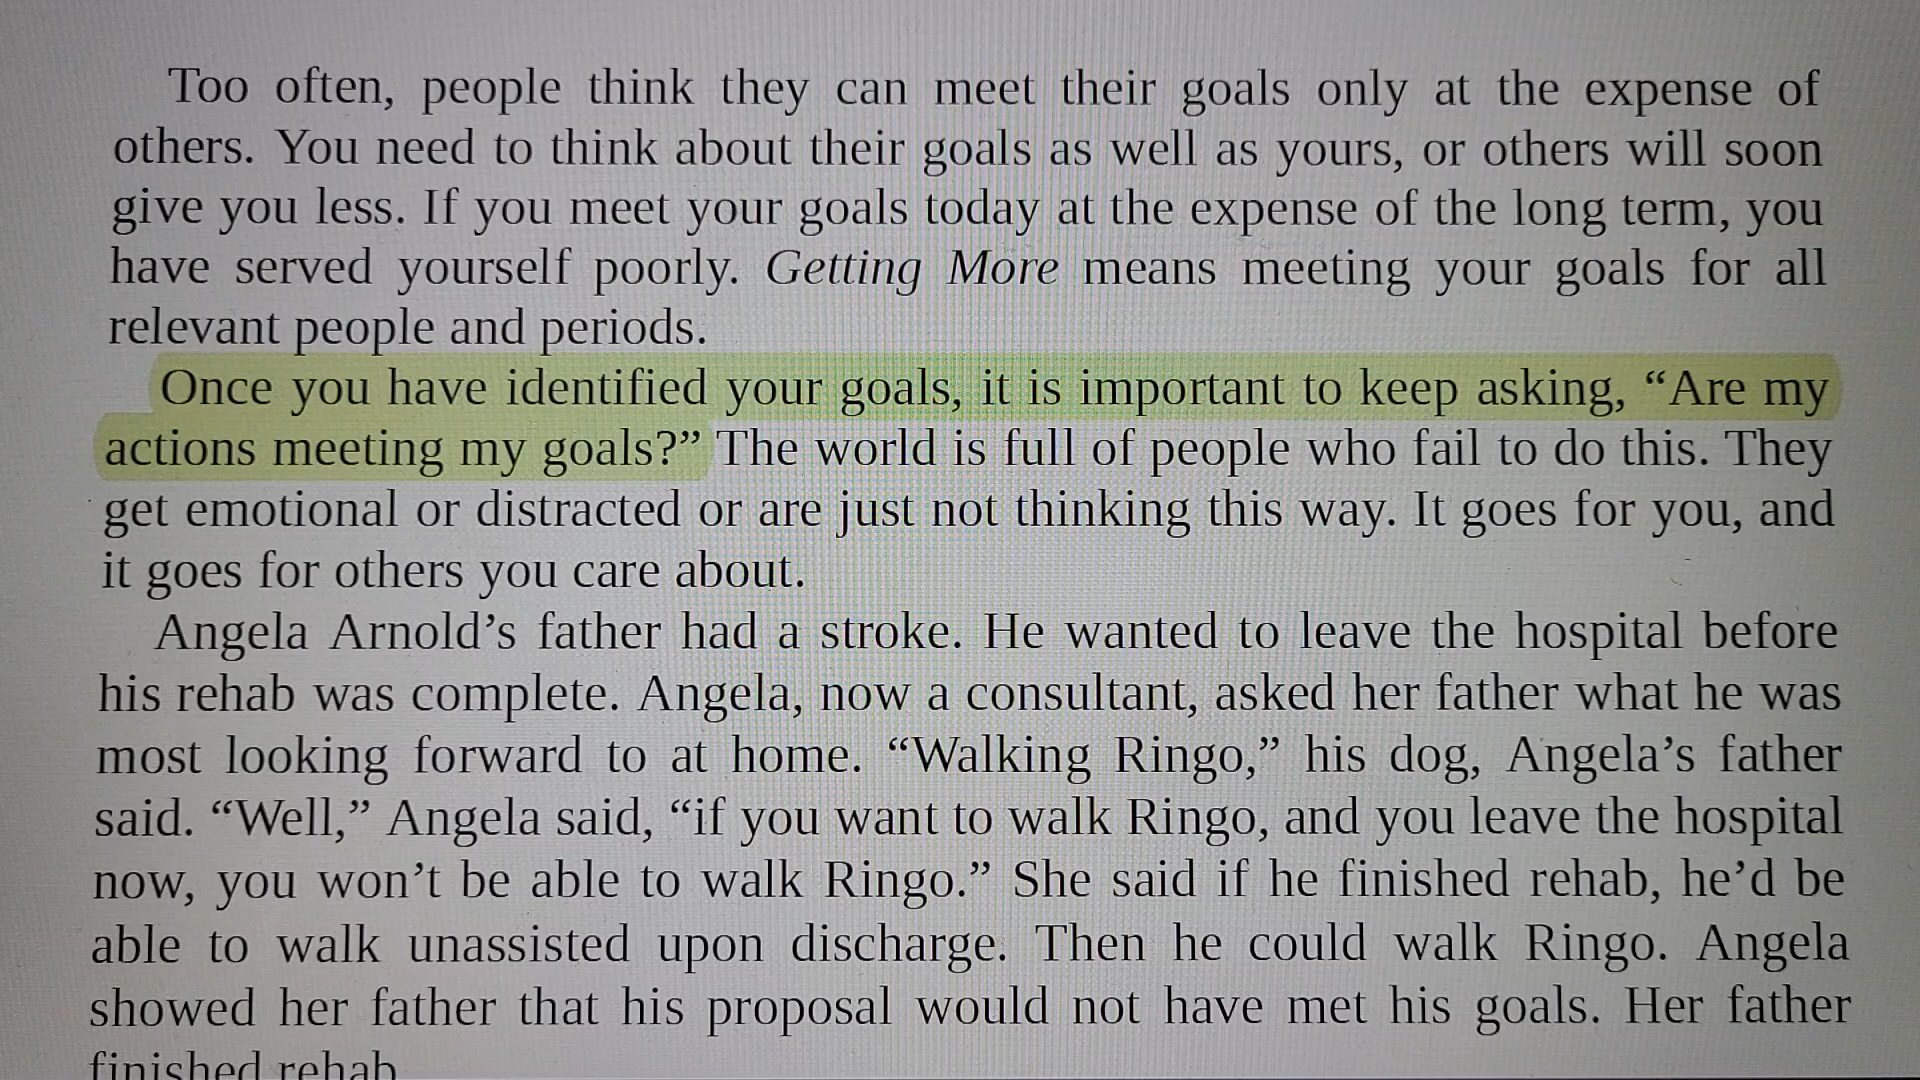 Too often, people think they can meet their goals only at the expense of
others. You need to think about their goals as well as yours, or others will soon
give you less. If you meet your goals today at the expense of the long term, you
have served yourself poorly. Getting More means meeting your goals for all
relevant people and periods.
Once you have identified your goals, it is important to keep asking, “Are my
actions meeting my goals?” The world is full of people who fail to do this. They
get emotional or distracted or are just not thinking this way. It goes for you, and
it goes for others you care about.
Angela Arnold’s father had a stroke. He wanted to leave the hospital before
his rehab was complete. Angela, now a consultant, asked her father what he was
most looking forward to at home. “Walking Ringo,” his dog, Angela’s father
said. “Well,” Angela said, “if you want to walk Ringo, and you leave the hospital
now, you won’t be able to walk Ringo.” She said if he finished rehab, he’d be
able to walk unassisted upon discharge. Then he could walk Ringo. Angela
showed her father that his proposal would not have met his goals. Her father
finished rehab